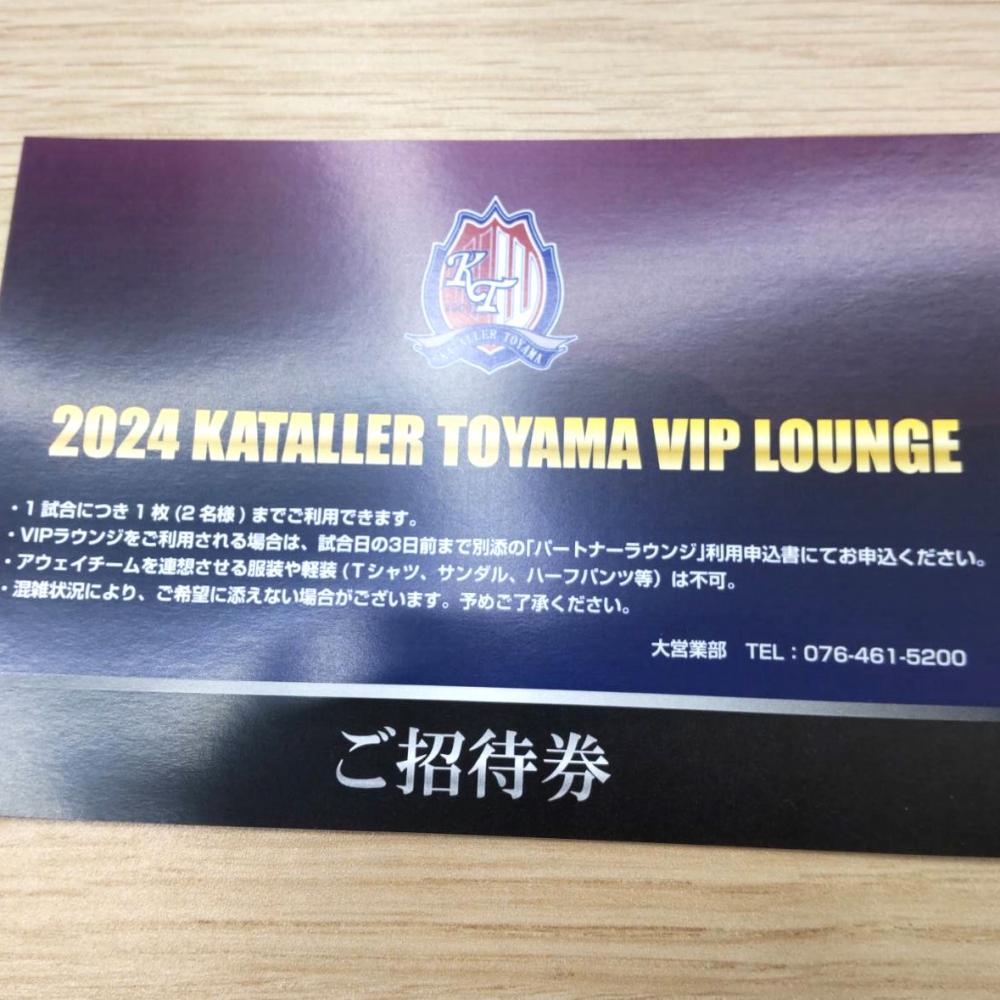 KT
KATALLER TOYAMA
2024 KATALLER TOYAMA VIP LOUNGE
・1試合につき1枚(2名様)までご利用できます。
・VIPラウンジをご利用される場合は、試合日の3日前まで別添の「パートナーラウンジ」利用申込書にてお申込ください。
・アウェイチームを連想させる服装や軽装(Tシャツ、サンダル、ハーフパンツ等)は不可。
・混雑状況により、ご希望に添えない場合がございます。予めご了承ください。
大営業部 TEL：076-461-5200
ご招待券